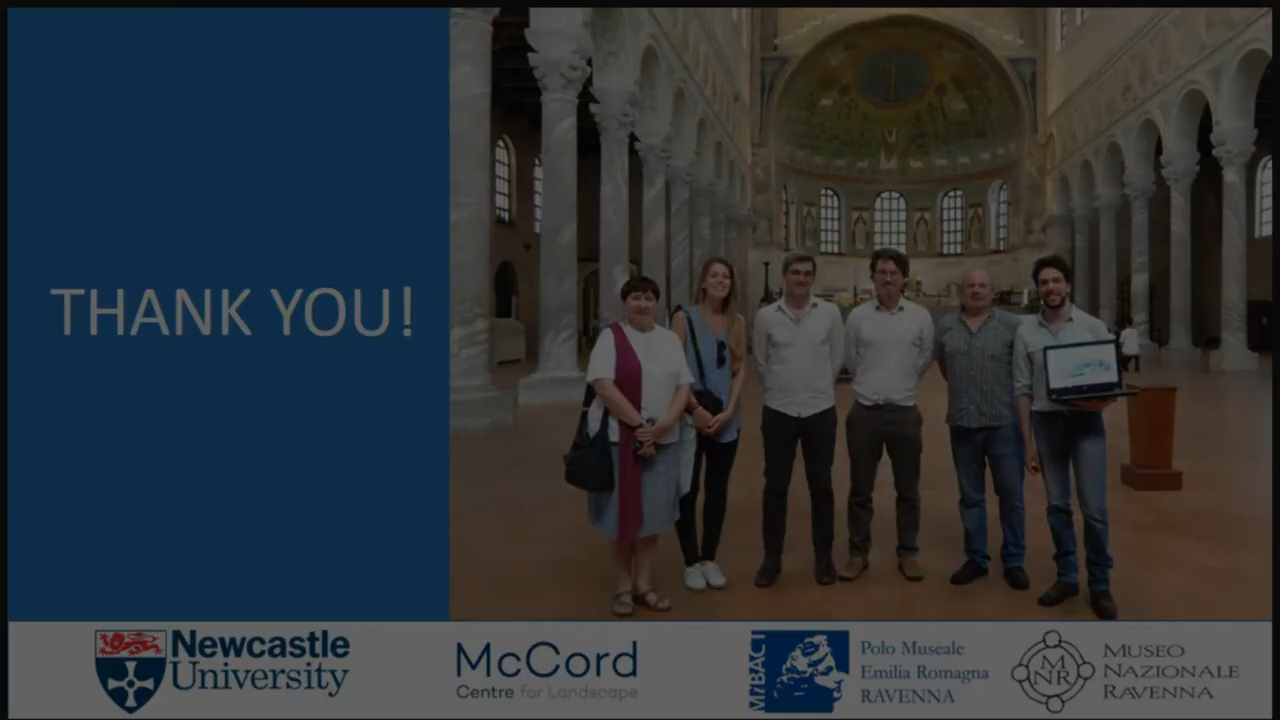 THANK YOU!
Newcastle
University
McCord
Centre for Landscape
MiBACT
Polo Museale
Emilia Romagna
RAVENNA
MNR
MUSEO
NAZIONALE
RAVENNA